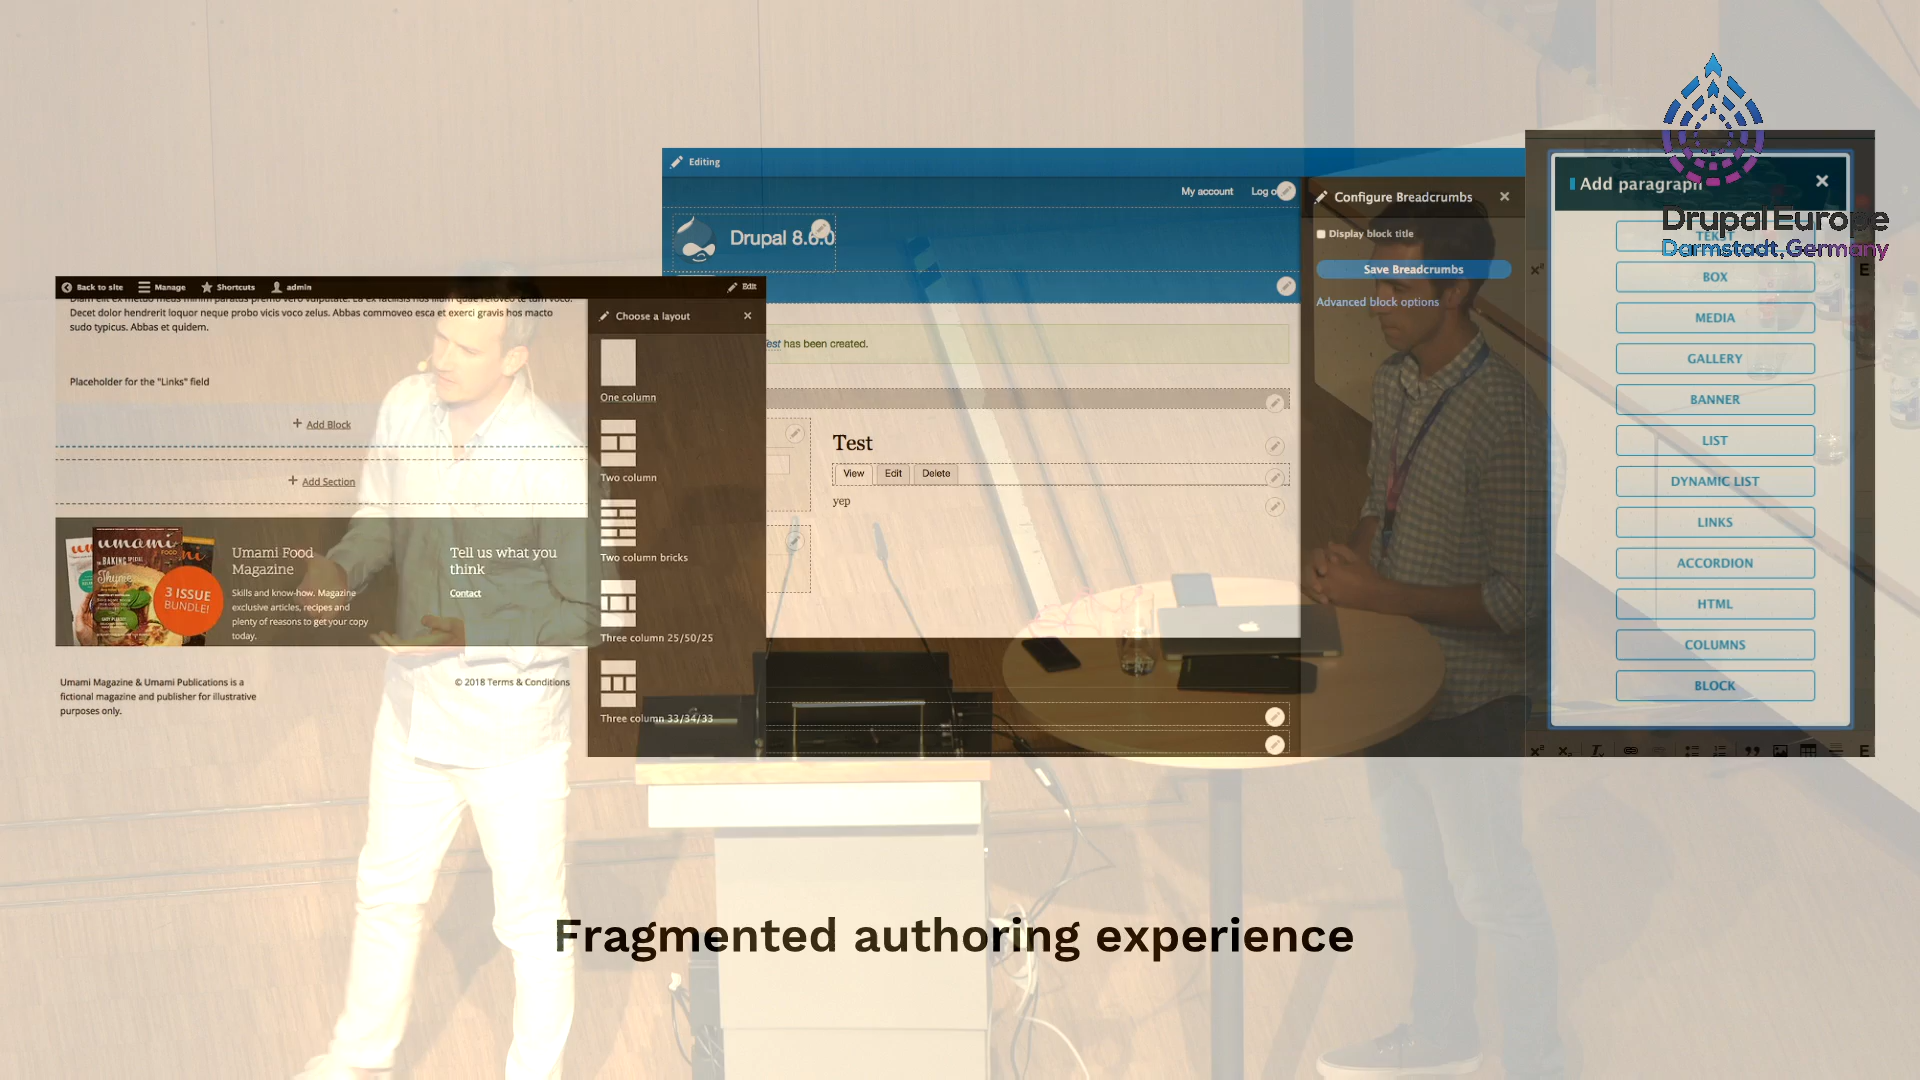 Editing
My account
Log o
Drupal 8.6.0
Configure Breadcrumbs
Display block title
Save Breadcrumbs
Advanced block options
Add paragraph
TEKST
BOX
MEDIA
GALLERY
BANNER
LIST
DYNAMIC LIST
LINKS
ACCORDION
HTML
COLUMNS
BLOCK
Drupal Europe
Darmstadt, Germany
Back to site
Manage
Shortcuts
admin
Edit
Decet dolor hendrerit loquor neque probo vicis voco zelus. Abbas commoveo esca et exerci gravis hos macto
sudo typicus. Abbas et quidem.
Placeholder for the "Links" field
+ Add Block
+ Add Section
Choose a layout
One column
Two column
Two column bricks
Three column 25/50/25
Three column 33/34/33
est has been created.
Test
View
Edit
Delete
yep
umami
BAKING SPECIAL
Thyme
3 ISSUE
BUNDLE!
Umami Food
Magazine
Skills and know-how. Magazine
exclusive articles, recipes and
plenty of reasons to get your copy
today.
Tell us what you
think
Contact
Umami Magazine & Umami Publications is a
fictional magazine and publisher for illustrative
purposes only.
© 2018 Terms & Conditions
Fragmented authoring experience